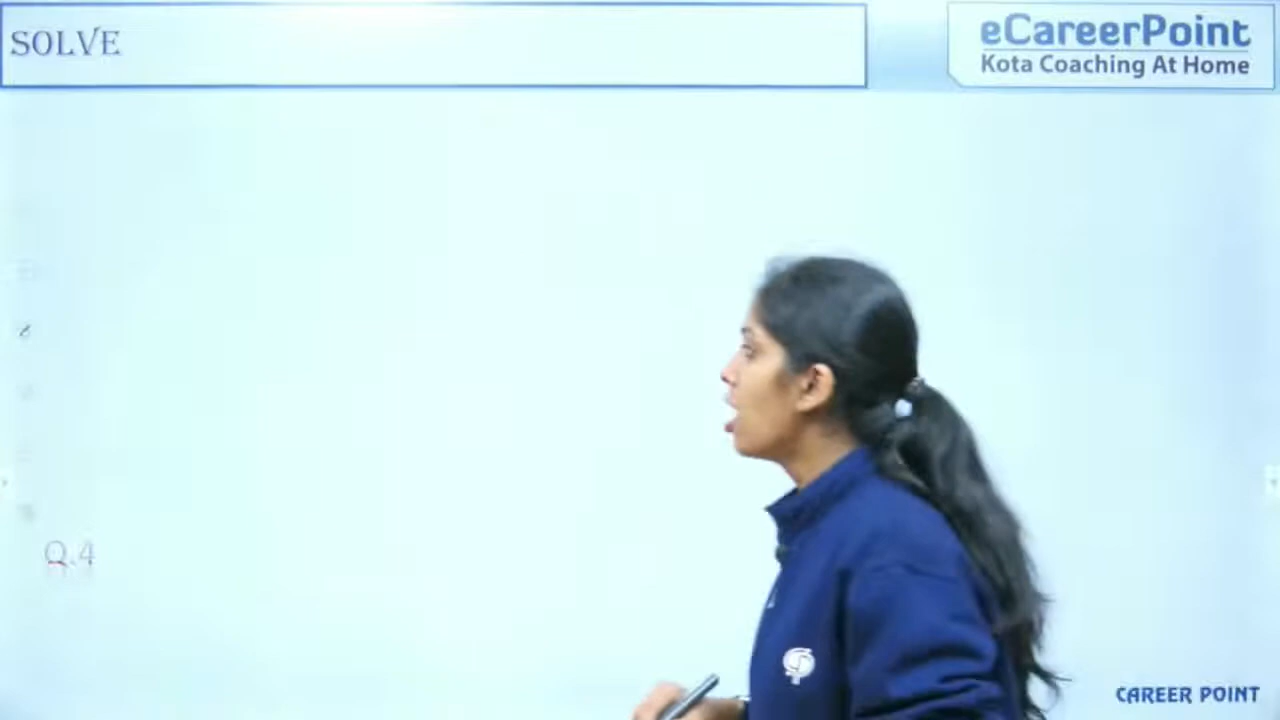 SOLVE
eCareerPoint
Kota Coaching At Home
Q.4
CAREER POINT